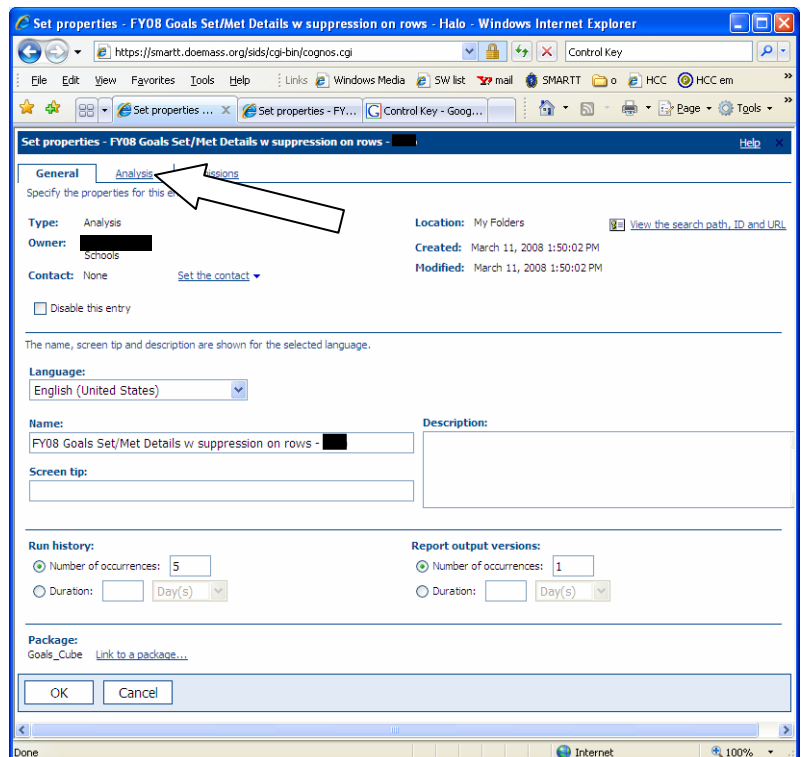 Set properties - FY08 Goals Set/Met Details w suppression on rows - Halo - Windows Internet Explorer
https://smartt.doemass.org/sids/cgi-bin/cognos.cgi
Control Key
File Edit View Favorites Tools Help Links Windows Media SW list mail SMARTT o HCC HCC em »
Set properties ... X Set properties - FY... Control Key - Goog... Page Tools »
Set properties - FY08 Goals Set/Met Details w suppression on rows -
Help X
General Analysis
Specify the properties for this
Type: Analysis
Location: My Folders
View the search path, ID and URL
Owner:
Schools
Created: March 11, 2008 1:50:02 PM
Contact: None Set the contact
Modified: March 11, 2008 1:50:02 PM
Disable this entry
The name, screen tip and description are shown for the selected language.
Language:
English (United States)
Name:
Description:
FY08 Goals Set/Met Details w suppression on rows -
Screen tip:
Run history:
Report output versions:
Number of occurrences: 5
Number of occurrences: 1
Duration: Day(s)
Duration: Day(s)
Package:
Goals_Cube Link to a package...
OK Cancel
Done Internet 100%